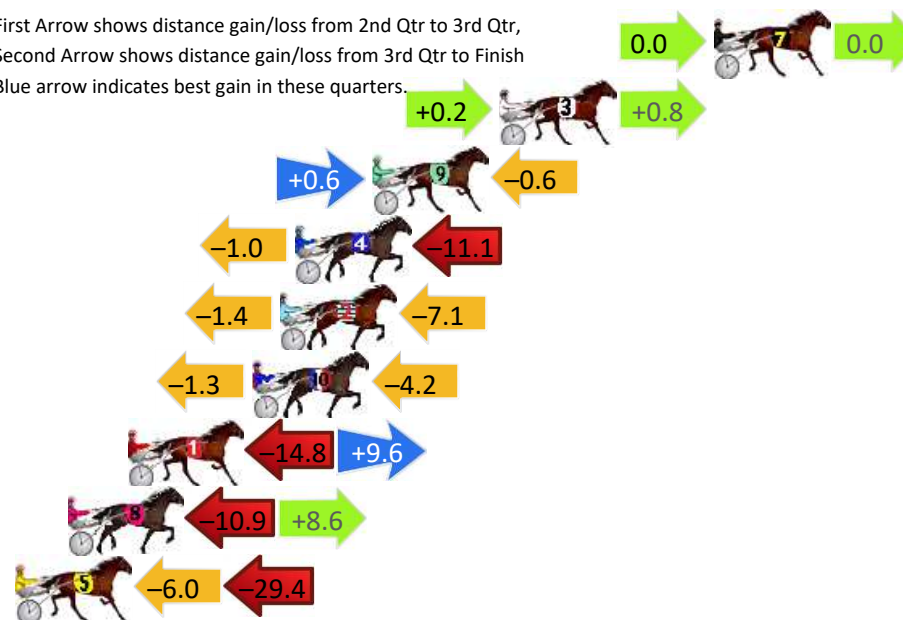 First Arrow shows distance gain/loss from 2nd Qtr to 3rd Qtr,
Second Arrow shows distance gain/loss from 3rd Qtr to Finish
Blue arrow indicates best gain in these quarters.
0.0 7 0.0
+0.2 3 +0.8
+0.6 9 –0.6
–1.0 4 –11.1
–1.4 2 –7.1
–1.3 10 –4.2
1 –14.8 +9.6
8 –10.9 +8.6
5 –6.0 –29.4